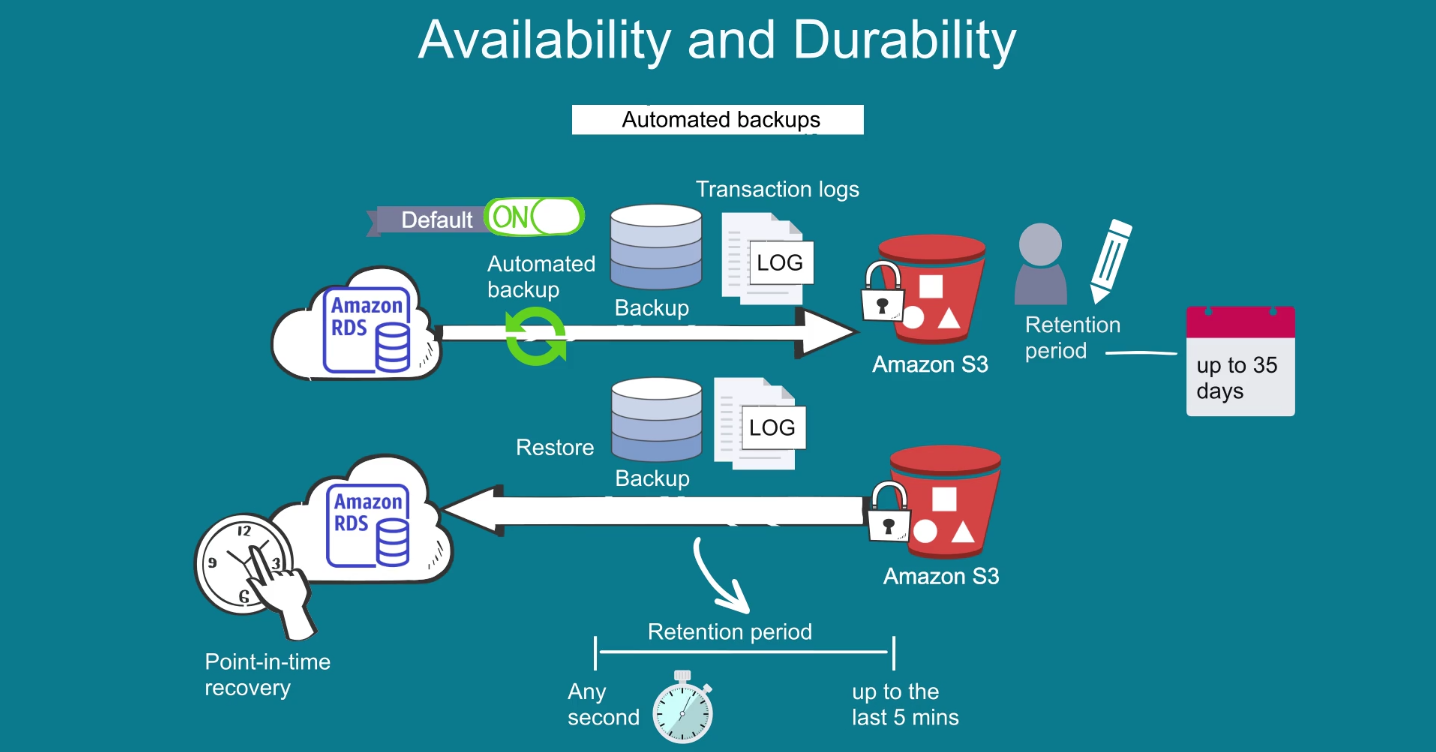 Availability and Durability
Automated backups
Transaction logs
Default
ON
LOG
Automated
backup
Backup
Amazon
RDS
Amazon S3
Retention
period
up to 35
days
Restore
LOG
Backup
Amazon
RDS
Amazon S3
12
9
3
6
Point-in-time
recovery
Retention period
Any
second
up to the
last 5 mins